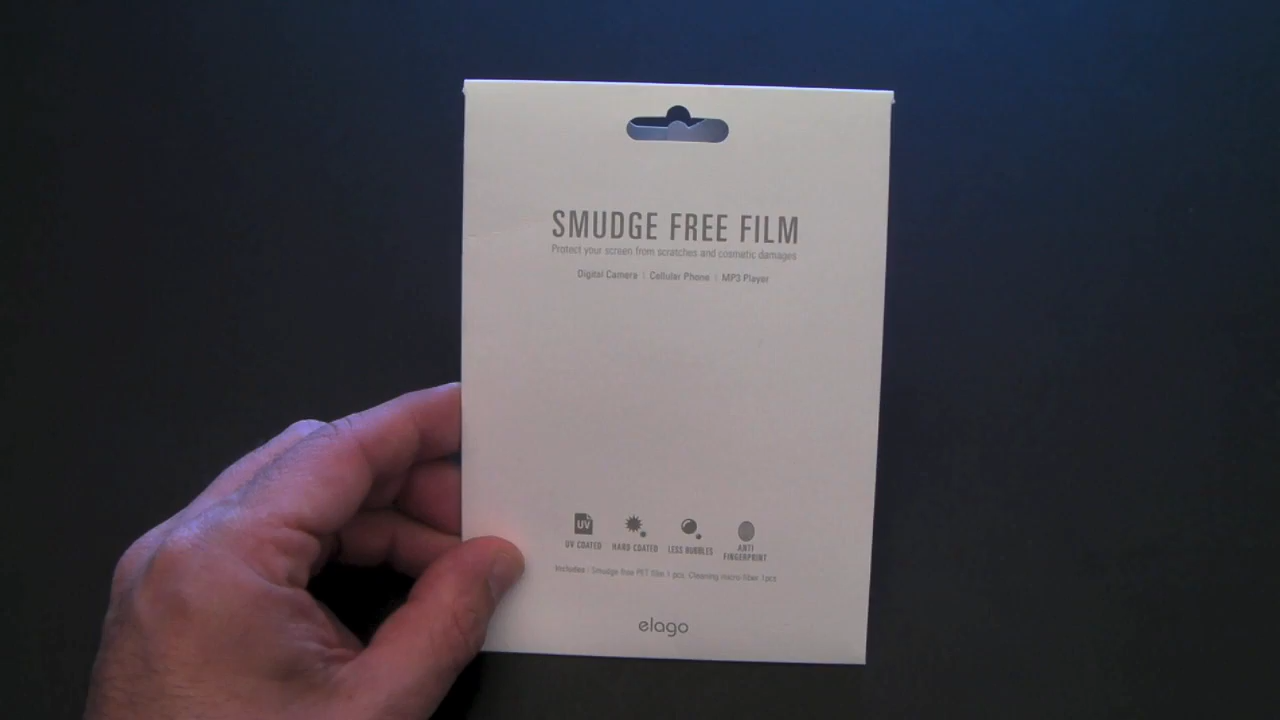 SMUDGE FREE FILM
Protect your screen from scratches and cosmetic damages
Digital Camera | Cellular Phone | MP3 Player
UV
UV COATED
HARD COATED
LESS BUBBLES
ANTI
FINGERPRINT
Includes : Smudge free PET film 1 pcs, Cleaning micro-fiber 1pcs
elago